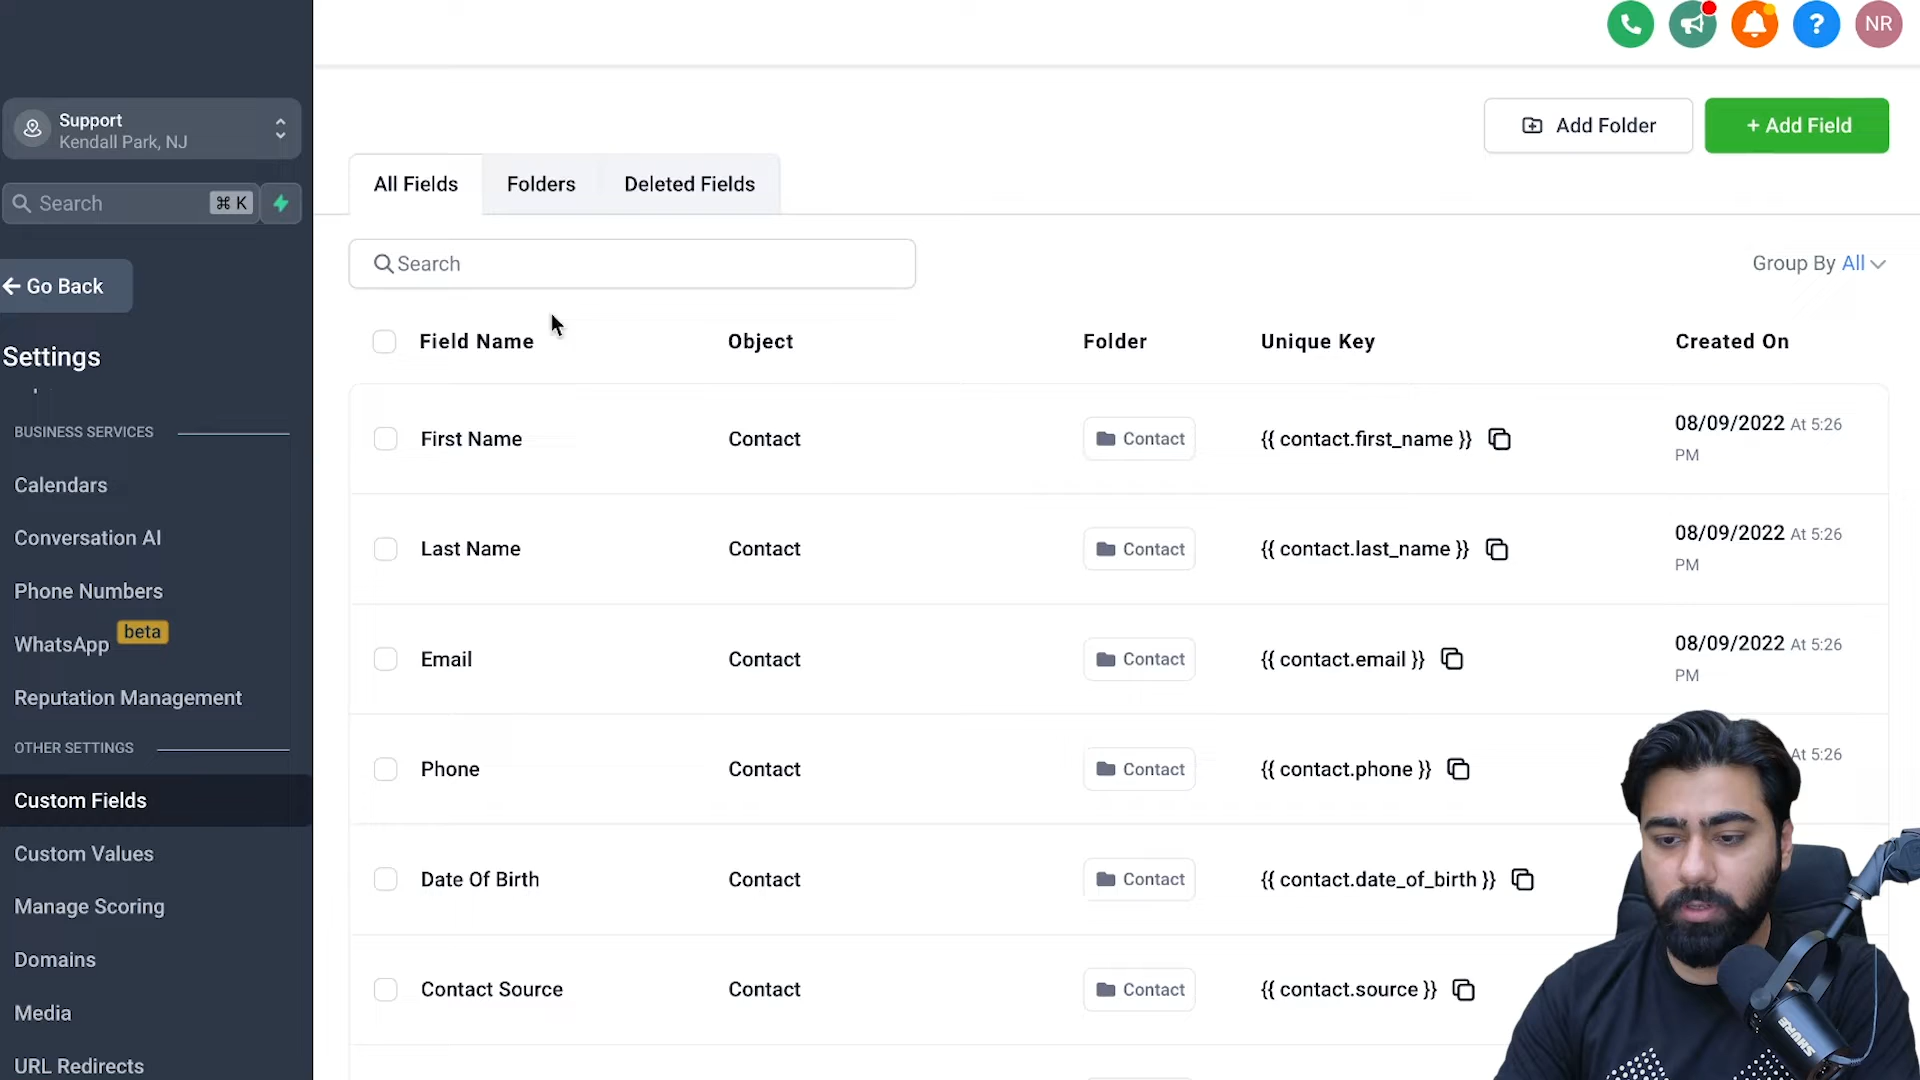 NR
Support
Kendall Park, NJ
Search ⌘ K
Go Back
Settings
BUSINESS SERVICES
Calendars
Conversation AI
Phone Numbers
WhatsApp beta
Reputation Management
OTHER SETTINGS
Custom Fields
Custom Values
Manage Scoring
Domains
Media
URL Redirects
Add Folder + Add Field
All Fields Folders Deleted Fields
Search
Group By All
Field Name Object Folder Unique Key Created On
First Name Contact Contact {{ contact.first_name }} 08/09/2022 At 5:26
PM
Last Name Contact Contact {{ contact.last_name }} 08/09/2022 At 5:26
PM
Email Contact Contact {{ contact.email }} 08/09/2022 At 5:26
PM
Phone Contact Contact {{ contact.phone }} At 5:26
Date Of Birth Contact Contact {{ contact.date_of_birth }}
Contact Source Contact Contact {{ contact.source }}
SHURE